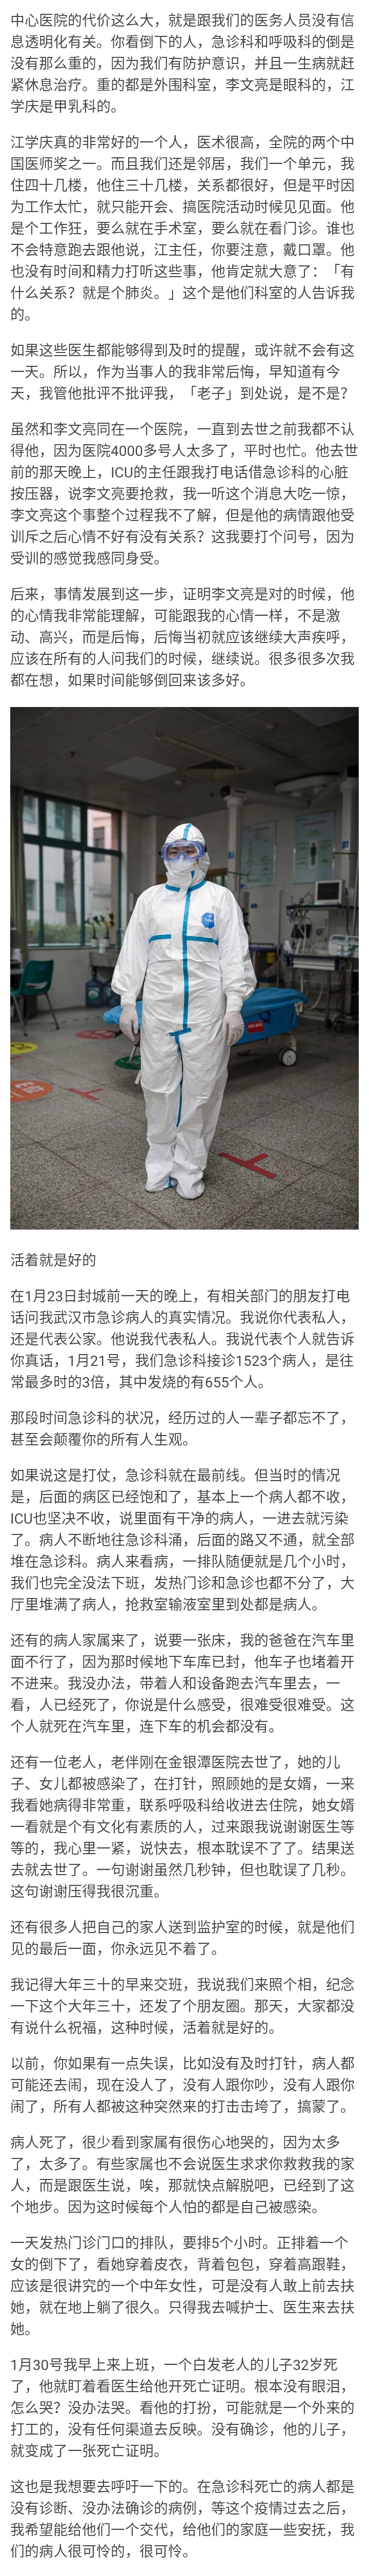 中心医院的代价这么大，就是跟我们的医务人员没有信
息透明化有关。你看倒下的人，急诊科和呼吸科的倒是
没有那么重的，因为我们有防护意识，并且一生病就赶
紧休息治疗。重的都是外围科室，李文亮是眼科的，江
学庆是甲乳科的。
江学庆真的非常好的一个人，医术很高，全院的两个中
国医师奖之一。而且我们还是邻居，我们一个单元，我
住四十几楼，他住三十几楼，关系都很好，但是平时因
为工作太忙，就只能开会、搞医院活动时候见见面。他
是个工作狂，要么就在手术室，要么就在看门诊。谁也
不会特意跑去跟他说，江主任，你要注意，戴口罩。他
也没有时间和精力打听这些事，他肯定就大意了：「有
什么关系？就是个肺炎。」这个是他们科室的人告诉我
的。
如果这些医生都能够得到及时的提醒，或许就不会有这
一天。所以，作为当事人的我非常后悔，早知道有今
天，我管他批评不批评我，「老子」到处说，是不是？
虽然和李文亮同在一个医院，一直到去世之前我都不认
得他，因为医院4000多号人太多了，平时也忙。他去世
前的那天晚上，ICU的主任跟我打电话借急诊科的心脏
按压器，说李文亮要抢救，我一听这个消息大吃一惊，
李文亮这个事整个过程我不了解，但是他的病情跟他受
训斥之后心情不好有没有关系？这我要打个问号，因为
受训的感觉我感同身受。
后来，事情发展到这一步，证明李文亮是对的时候，他
的心情我非常能理解，可能跟我的心情一样，不是激
动、高兴，而是后悔，后悔当初就应该继续大声疾呼，
应该在所有的人问我们的时候，继续说。很多很多次我
都在想，如果时间能够倒回来该多好。
活着就是好的
在1月23日封城前一天的晚上，有相关部门的朋友打电
话问我武汉市急诊病人的真实情况。我说你代表私人，
还是代表公家。他说我代表私人。我说代表个人就告诉
你真话，1月21号，我们急诊科接诊1523个病人，是往
常最多时的3倍，其中发烧的有655个人。
那段时间急诊科的状况，经历过的人一辈子都忘不了，
甚至会颠覆你的所有人生观。
如果说这是打仗，急诊科就在最前线。但当时的情况
是，后面的病区已经饱和了，基本上一个病人都不收，
ICU也坚决不收，说里面有干净的病人，一进去就污染
了。病人不断地往急诊科涌，后面的路又不通，就全部
堆在急诊科。病人来看病，一排队随便就是几个小时，
我们也完全没法下班，发热门诊和急诊也都不分了，大
厅里堆满了病人，抢救室输液室里到处都是病人。
还有的病人家属来了，说要一张床，我的爸爸在汽车里
面不行了，因为那时候地下车库已封，他车子也堵着开
不进来。我没办法，带着人和设备跑去汽车里去，一
看，人已经死了，你说是什么感受，很难受很难受。这
个人就死在汽车里，连下车的机会都没有。
还有一位老人，老伴刚在金银潭医院去世了，她的儿
子、女儿都被感染了，在打针，照顾她的是女婿，一来
我看她病得非常重，联系呼吸科给收进去住院，她女婿
一看就是个有文化有素质的人，过来跟我说谢谢医生等
等的，我心里一紧，说快去，根本耽误不了了。结果送
去就去世了。一句谢谢虽然几秒钟，但也耽误了几秒。
这句谢谢压得我很沉重。
还有很多人把自己的家人送到监护室的时候，就是他们
见的最后一面，你永远见不着了。
我记得大年三十的早来交班，我说我们来照个相，纪念
一下这个大年三十，还发了个朋友圈。那天，大家都没
有说什么祝福，这种时候，活着就是好的。
以前，你如果有一点失误，比如没有及时打针，病人都
可能还去闹，现在没人了，没有人跟你吵，没有人跟你
闹了，所有人都被这种突然来的打击击垮了，搞蒙了。
病人死了，很少看到家属有很伤心地哭的，因为太多
了，太多了。有些家属也不会说医生求求你救救我的家
人，而是跟医生说，唉，那就快点解脱吧，已经到了这
个地步。因为这时候每个人怕的都是自己被感染。
一天发热门诊门口的排队，要排5个小时。正排着一个
女的倒下了，看她穿着皮衣，背着包包，穿着高跟鞋，
应该是很讲究的一个中年女性，可是没有人敢上前去扶
她，就在地上躺了很久。只得我去喊护士、医生来去扶
她。
1月30号我早上来上班，一个白发老人的儿子32岁死
了，他就盯着看医生给他开死亡证明。根本没有眼泪，
怎么哭？没办法哭。看他的打扮，可能就是一个外来的
打工的，没有任何渠道去反映。没有确诊，他的儿子，
就变成了一张死亡证明。
这也是我想要去呼吁一下的。在急诊科死亡的病人都是
没有诊断、没办法确诊的病例，等这个疫情过去之后，
我希望能给他们一个交代，给他们的家庭一些安抚，我
们的病人很可怜的，很可怜。